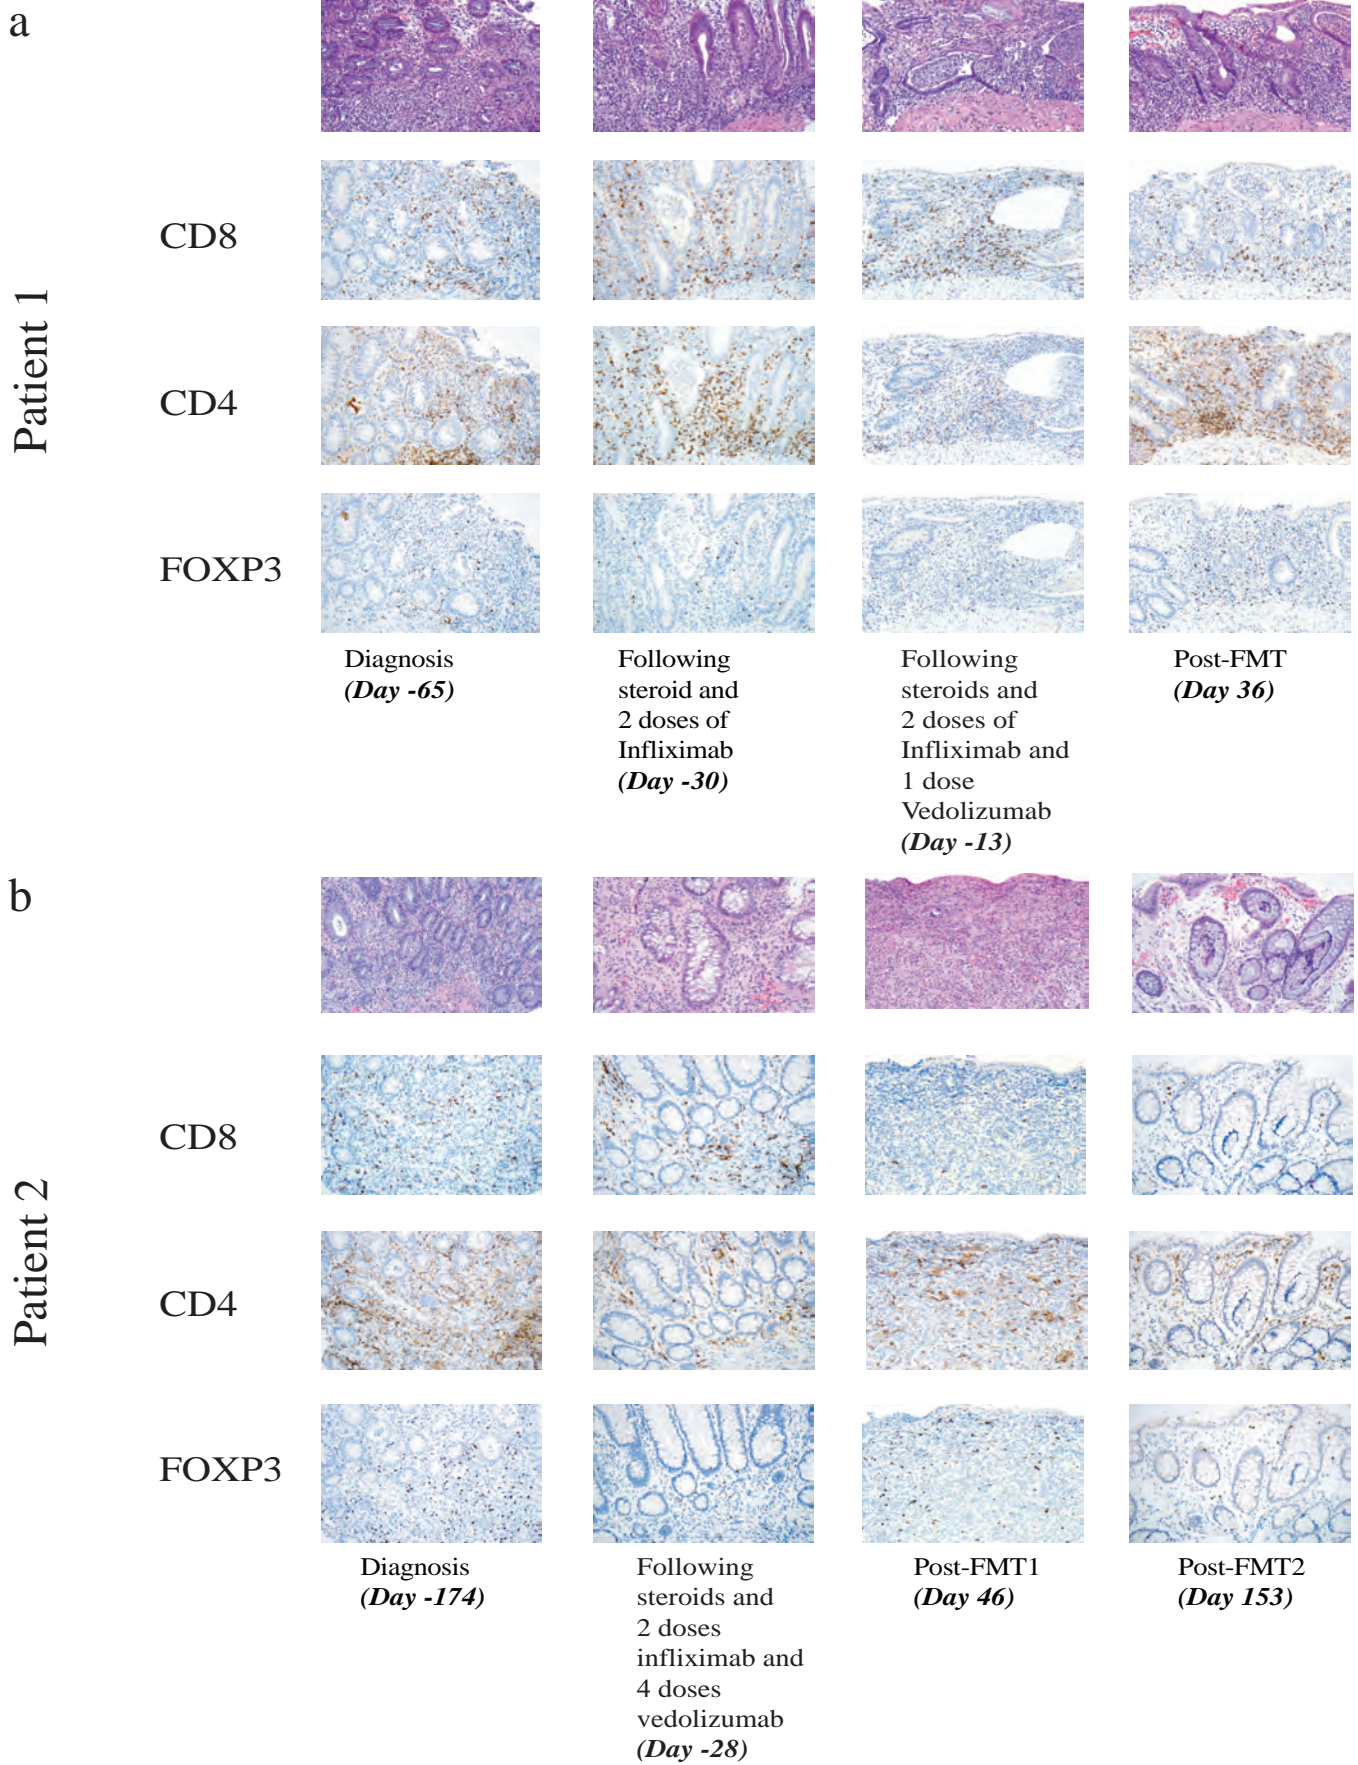 a
Patient 1
CD8
CD4
FOXP3
Diagnosis
(Day -65)
Following
steroid and
2 doses of
Infliximab
(Day -30)
Following
steroids and
2 doses of
Infliximab and
1 dose
Vedolizumab
(Day -13)
Post-FMT
(Day 36)
b
Patient 2
CD8
CD4
FOXP3
Diagnosis
(Day -174)
Following
steroids and
2 doses
infliximab and
4 doses
vedolizumab
(Day -28)
Post-FMT1
(Day 46)
Post-FMT2
(Day 153)